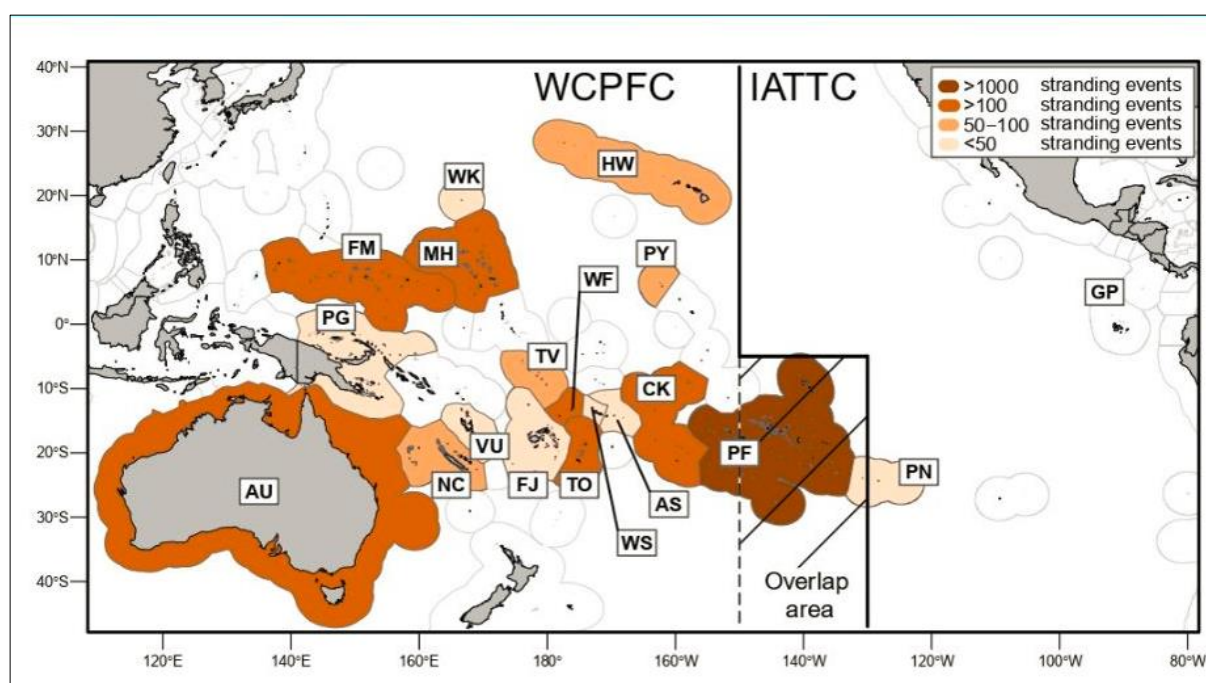 WCPFC IATTC
>1000 stranding events
>100 stranding events
50–100 stranding events
<50 stranding events
40°N
30°N
20°N
10°N
0°
10°S
20°S
30°S
40°S
HW
WK
FM
MH
WF
PY
GP
PG
TV
CK
VU
PF
PN
AU
NC
FJ
TO
AS
WS
Overlap
area
120°E 140°E 160°E 180° 160°W 140°W 120°W 100°W 80°W